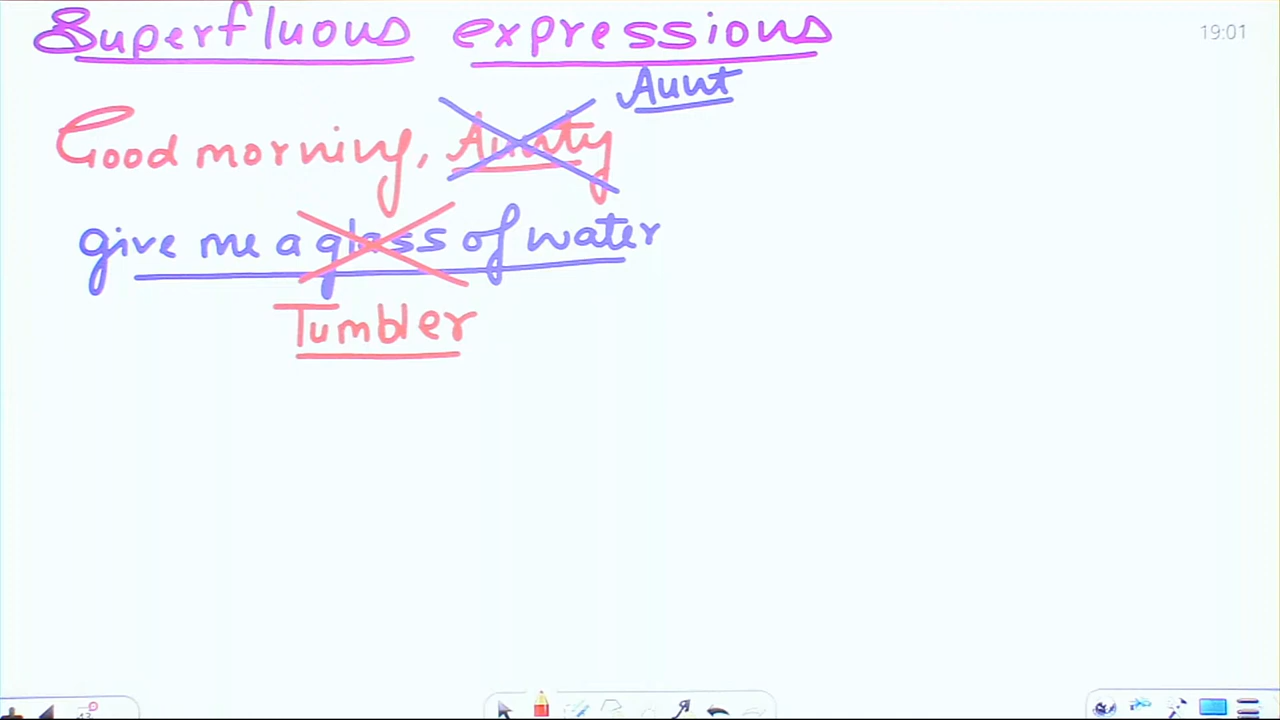 Superfluous expressions
19:01
Aunt
Good morning, Aunty
give me a glass of water
Tumbler